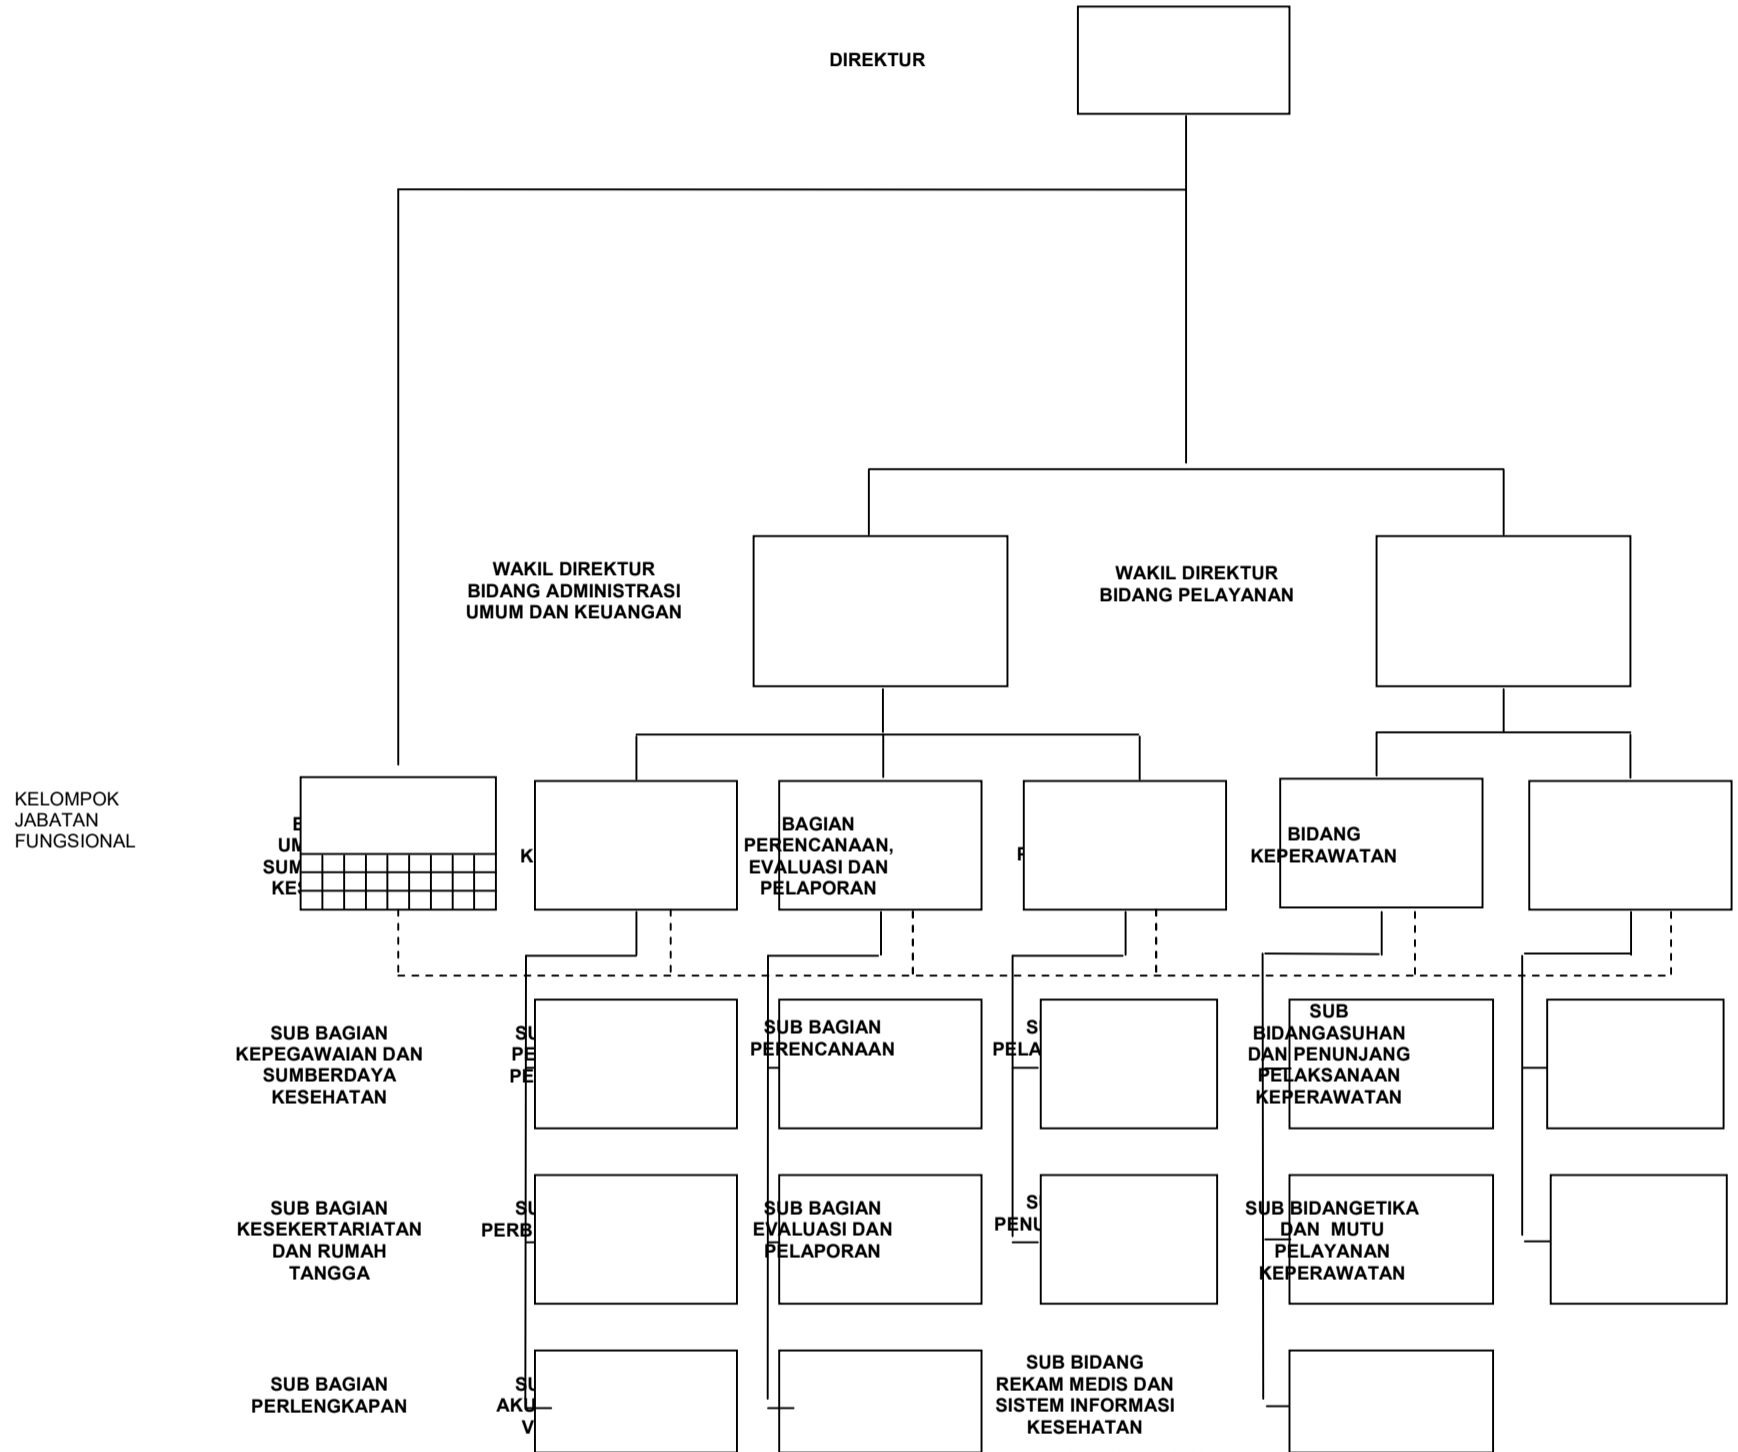 DIREKTUR
WAKIL DIREKTUR
BIDANG ADMINISTRASI
UMUM DAN KEUANGAN
WAKIL DIREKTUR
BIDANG PELAYANAN
KELOMPOK
JABATAN
FUNGSIONAL
BAGIAN
PERENCANAAN,
EVALUASI DAN
PELAPORAN
BIDANG
KEPERAWATAN
SUB BAGIAN
KEPEGAWAIAN DAN
SUMBERDAYA
KESEHATAN
SUB BAGIAN
PERENCANAAN
SUB
BIDANGASUHAN
DAN PENUNJANG
PELAKSANAAN
KEPERAWATAN
SUB BAGIAN
KESEKERTARIATAN
DAN RUMAH
TANGGA
SUB BAGIAN
EVALUASI DAN
PELAPORAN
SUB BIDANGETIKA
DAN MUTU
PELAYANAN
KEPERAWATAN
SUB BAGIAN
PERLENGKAPAN
SUB BIDANG
REKAM MEDIS DAN
SISTEM INFORMASI
KESEHATAN